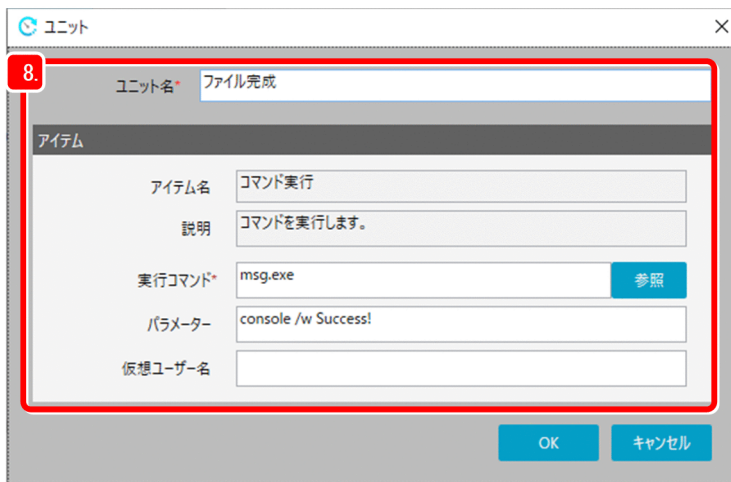 ユニット
8.
ユニット名* ファイル完成
アイテム
アイテム名 コマンド実行
説明 コマンドを実行します。
実行コマンド* msg.exe 参照
パラメーター console /w Success!
仮想ユーザー名
OK キャンセル